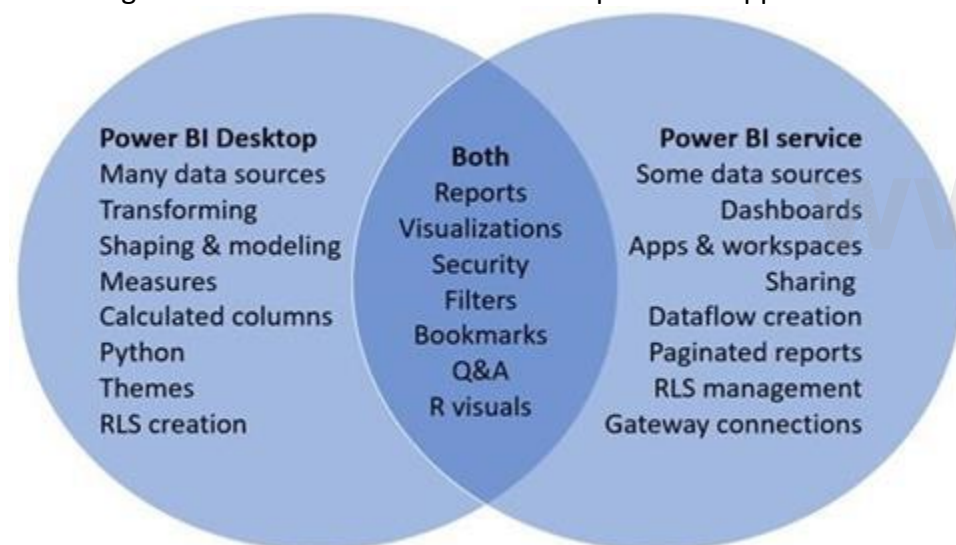 Power BI Desktop
Many data sources
Transforming
Shaping & modeling
Measures
Calculated columns
Python
Themes
RLS creation
Both
Reports
Visualizations
Security
Filters
Bookmarks
Q&A
R visuals
Power BI service
Some data sources
Dashboards
Apps & workspaces
Sharing
Dataflow creation
Paginated reports
RLS management
Gateway connections